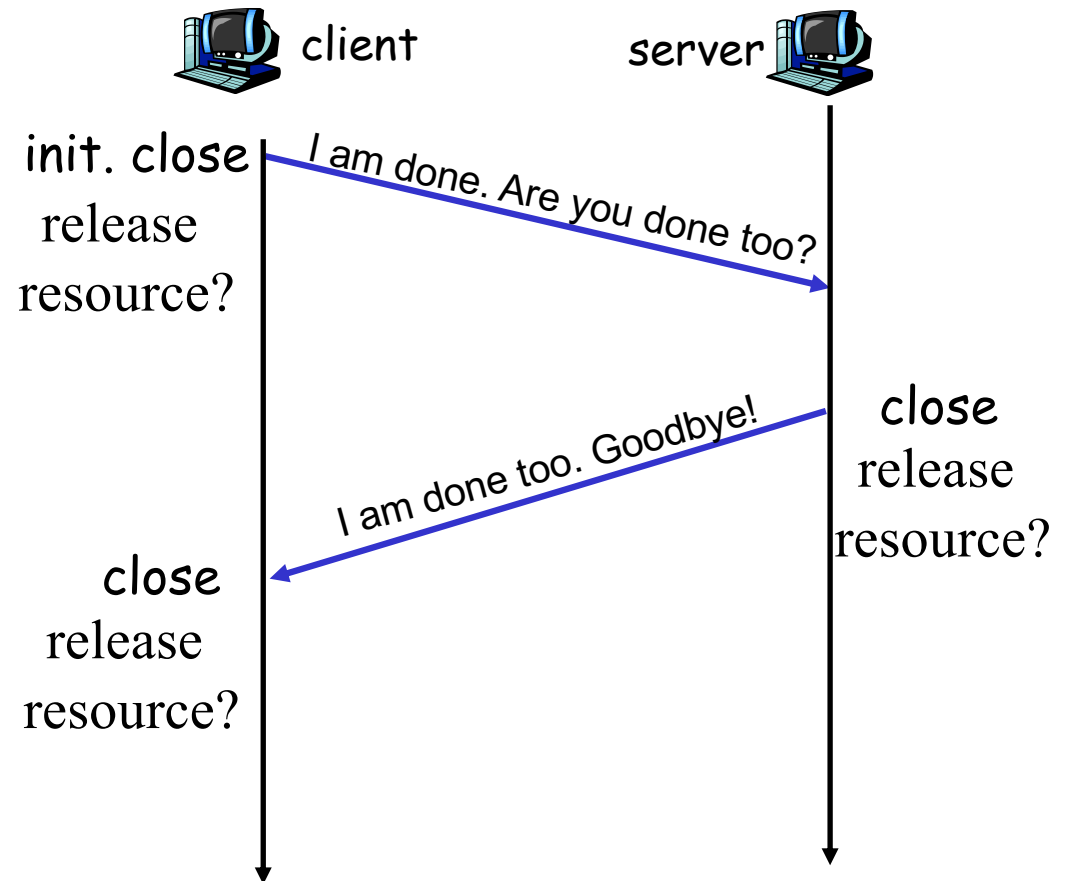 client
server
init. close
release
resource?
I am done. Are you done too?
close
release
resource?
I am done too. Goodbye!
close
release
resource?